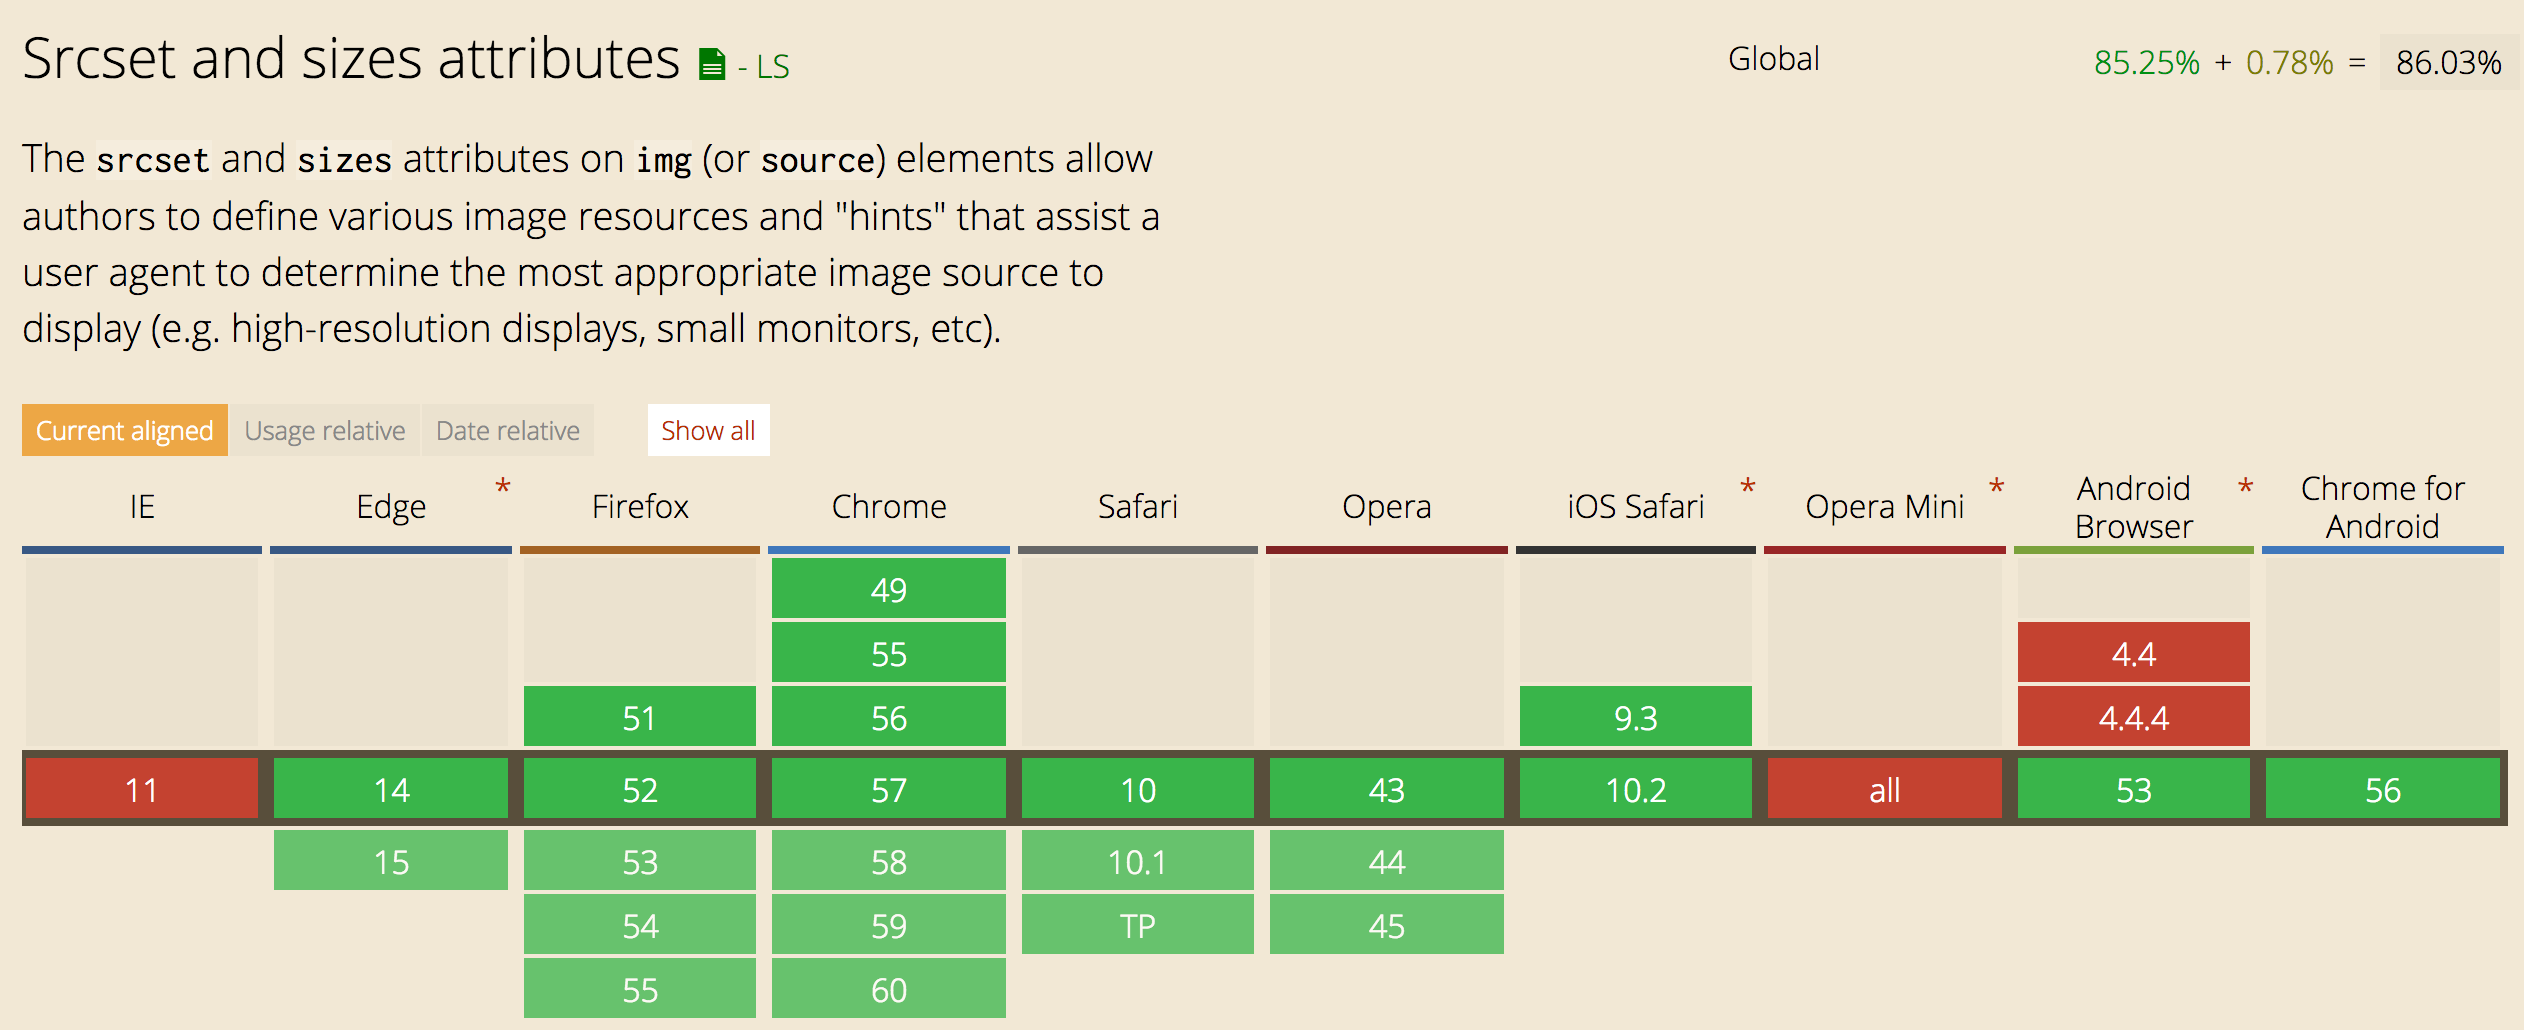 Srcset and sizes attributes - LS
Global
85.25% + 0.78% = 86.03%
The srcset and sizes attributes on img (or source) elements allow
authors to define various image resources and "hints" that assist a
user agent to determine the most appropriate image source to
display (e.g. high-resolution displays, small monitors, etc).
Current aligned Usage relative Date relative Show all
IE Edge * Firefox Chrome Safari Opera iOS Safari * Opera Mini * Android Browser * Chrome for Android
49
55 4.4
51 56 9.3 4.4.4
11 14 52 57 10 43 10.2 all 53 56
15 53 58 10.1 44
54 59 TP 45
55 60